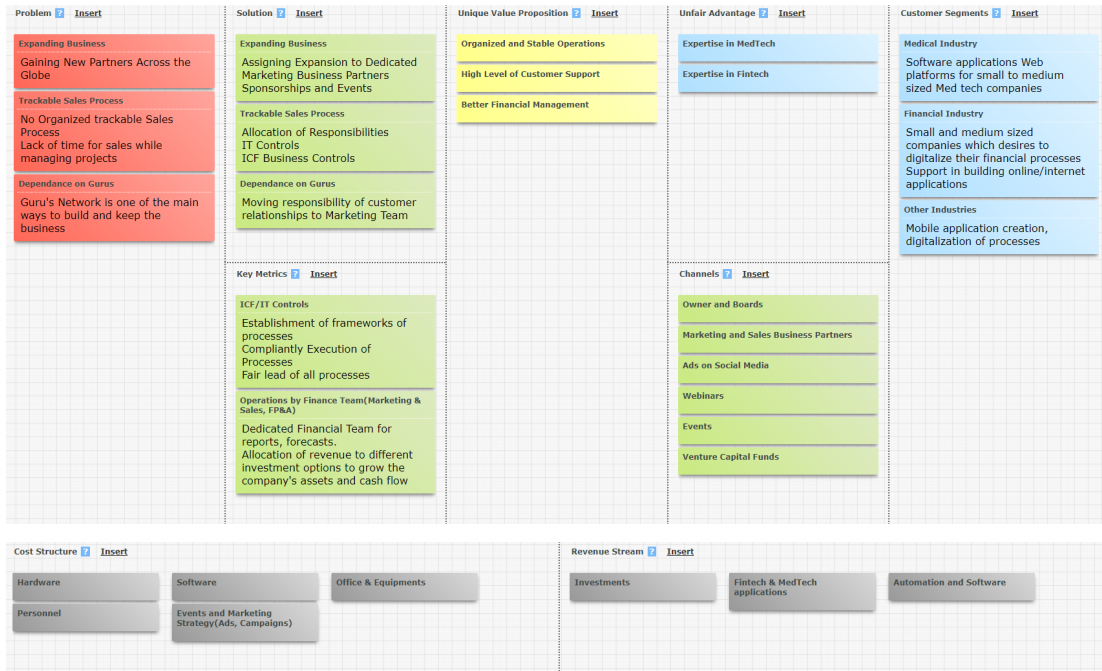 Problem ? Insert
Expanding Business
Gaining New Partners Across the
Globe
Trackable Sales Process
No Organized trackable Sales
Process
Lack of time for sales while
managing projects
Dependance on Gurus
Guru's Network is one of the main
ways to build and keep the
business
Solution ? Insert
Expanding Business
Assigning Expansion to Dedicated
Marketing Business Partners
Sponsorships and Events
Trackable Sales Process
Allocation of Responsibilities
IT Controls
ICF Business Controls
Dependance on Gurus
Moving responsibility of customer
relationships to Marketing Team
Key Metrics ? Insert
ICF/IT Controls
Establishment of frameworks of
processes
Compliantly Execution of
Processes
Fair lead of all processes
Operations by Finance Team(Marketing &
Sales, FP&A)
Dedicated Financial Team for
reports, forecasts.
Allocation of revenue to different
investment options to grow the
company's assets and cash flow
Unique Value Proposition ? Insert
Organized and Stable Operations
High Level of Customer Support
Better Financial Management
Unfair Advantage ? Insert
Expertise in MedTech
Expertise in Fintech
Channels ? Insert
Owner and Boards
Marketing and Sales Business Partners
Ads on Social Media
Webinars
Events
Venture Capital Funds
Customer Segments ? Insert
Medical Industry
Software applications Web
platforms for small to medium
sized Med tech companies
Financial Industry
Small and medium sized
companies which desires to
digitalize their financial processes
Support in building online/internet
applications
Other Industries
Mobile application creation,
digitalization of processes
Cost Structure ? Insert
Hardware
Software
Office & Equipments
Personnel
Events and Marketing
Strategy(Ads, Campaigns)
Revenue Stream ? Insert
Investments
Fintech & MedTech
applications
Automation and Software